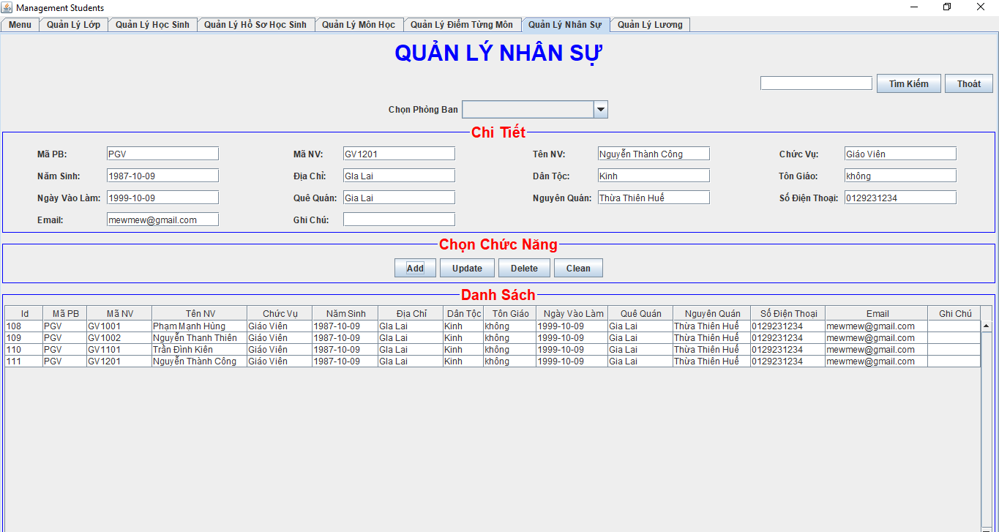 Management Students
Menu Quản Lý Lớp Quản Lý Học Sinh Quản Lý Hồ Sơ Học Sinh Quản Lý Môn Học Quản Lý Điểm Từng Môn Quản Lý Nhân Sự Quản Lý Lương
QUẢN LÝ NHÂN SỰ
Tìm Kiếm Thoát
Chọn Phòng Ban
Chi Tiết
Mã PB: PGV Mã NV: GV1201 Tên NV: Nguyễn Thành Công Chức Vụ: Giáo Viên
Năm Sinh: 1987-10-09 Địa Chỉ: GIa Lai Dân Tộc: Kinh Tôn Giáo: không
Ngày Vào Làm: 1999-10-09 Quê Quán: Gia Lai Nguyên Quán: Thừa Thiên Huế Số Điện Thoại: 0129231234
Email: mewmew@gmail.com Ghi Chú:
Chọn Chức Năng
Add Update Delete Clean
Danh Sách
Id Mã PB Mã NV Tên NV Chức Vụ Năm Sinh Địa Chỉ Dân Tộc Tôn Giáo Ngày Vào Làm Quê Quán Nguyên Quán Số Điện Thoại Email Ghi Chú
108 PGV GV1001 Phạm Mạnh Hùng Giáo Viên 1987-10-09 GIa Lai Kinh không 1999-10-09 Gia Lai Thừa Thiên Huế 0129231234 mewmew@gmail.com
109 PGV GV1002 Nguyễn Thanh Thiên Giáo Viên 1987-10-09 GIa Lai Kinh không 1999-10-09 Gia Lai Thừa Thiên Huế 0129231234 mewmew@gmail.com
110 PGV GV1101 Trần Đình Kiên Giáo Viên 1987-10-09 GIa Lai Kinh không 1999-10-09 Gia Lai Thừa Thiên Huế 0129231234 mewmew@gmail.com
111 PGV GV1201 Nguyễn Thành Công Giáo Viên 1987-10-09 GIa Lai Kinh không 1999-10-09 Gia Lai Thừa Thiên Huế 0129231234 mewmew@gmail.com